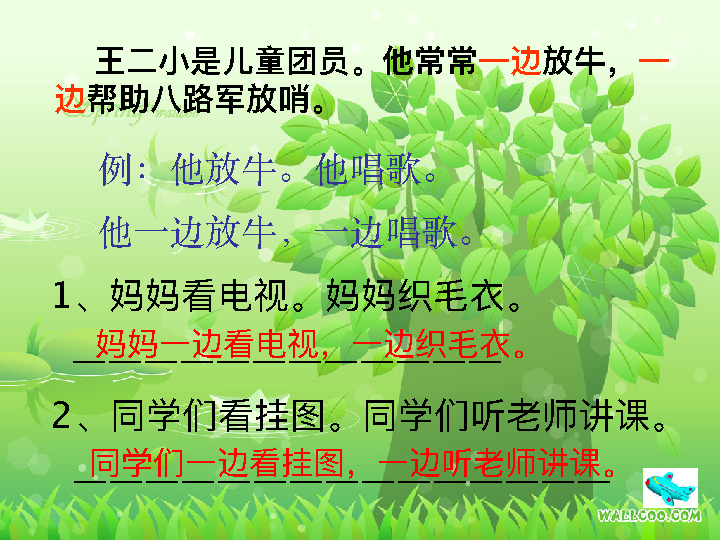 王二小是儿童团员。他常常一边放牛，一
边帮助八路军放哨。
例：他放牛。他唱歌。
他一边放牛，一边唱歌。
1、妈妈看电视。妈妈织毛衣。
妈妈一边看电视，一边织毛衣。
2、同学们看挂图。同学们听老师讲课。
同学们一边看挂图，一边听老师讲课。
WALLCOO.COM